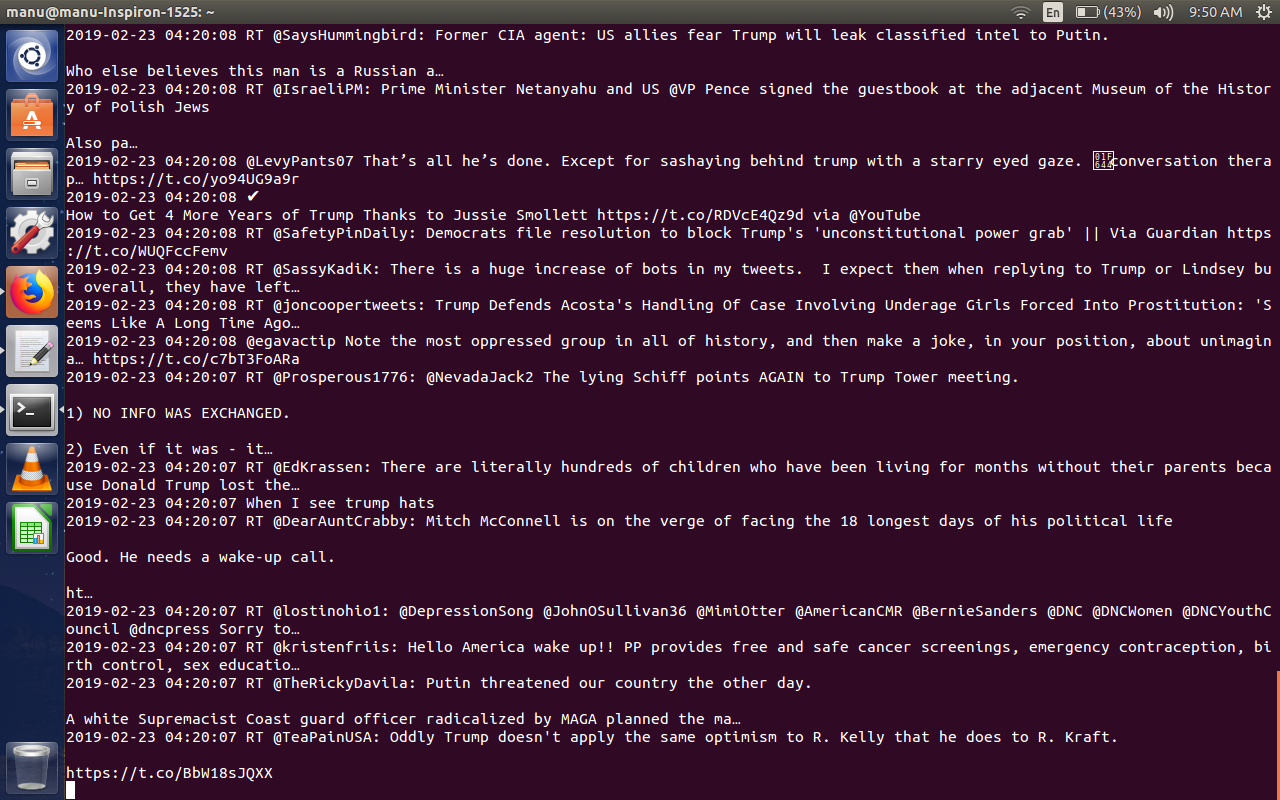 manu@manu-Inspiron-1525: ~
En
(43%)
9:50 AM
2019-02-23 04:20:08 RT @SaysHummingbird: Former CIA agent: US allies fear Trump will leak classified intel to Putin.
Who else believes this man is a Russian a…
2019-02-23 04:20:08 RT @IsraeliPM: Prime Minister Netanyahu and US @VP Pence signed the guestbook at the adjacent Museum of the Histor
y of Polish Jews
Also pa…
2019-02-23 04:20:08 @LevyPants07 That’s all he’s done. Except for sashaying behind trump with a starry eyed gaze. 🙄Conversation thera
p… https://t.co/yo94UG9a9r
2019-02-23 04:20:08 ✔
How to Get 4 More Years of Trump Thanks to Jussie Smollett https://t.co/RDVcE4Qz9d via @YouTube
2019-02-23 04:20:08 RT @SafetyPinDaily: Democrats file resolution to block Trump's 'unconstitutional power grab' || Via Guardian https
://t.co/WUQFccFemv
2019-02-23 04:20:08 RT @SassyKadiK: There is a huge increase of bots in my tweets.  I expect them when replying to Trump or Lindsey bu
t overall, they have left…
2019-02-23 04:20:08 RT @joncoopertweets: Trump Defends Acosta's Handling Of Case Involving Underage Girls Forced Into Prostitution: 'S
eems Like A Long Time Ago…
2019-02-23 04:20:08 @egavactip Note the most oppressed group in all of history, and then make a joke, in your position, about unimagin
a… https://t.co/c7bT3FoARa
2019-02-23 04:20:07 RT @Prosperous1776: @NevadaJack2 The lying Schiff points AGAIN to Trump Tower meeting.
1) NO INFO WAS EXCHANGED.
2) Even if it was - it…
2019-02-23 04:20:07 RT @EdKrassen: There are literally hundreds of children who have been living for months without their parents beca
use Donald Trump lost the…
2019-02-23 04:20:07 When I see trump hats
2019-02-23 04:20:07 RT @DearAuntCrabby: Mitch McConnell is on the verge of facing the 18 longest days of his political life
Good. He needs a wake-up call.
ht…
2019-02-23 04:20:07 RT @lostinohio1: @DepressionSong @JohnOSullivan36 @MimiOtter @AmericanCMR @BernieSanders @DNC @DNCWomen @DNCYouthC
ouncil @dncpress Sorry to…
2019-02-23 04:20:07 RT @kristenfriis: Hello America wake up!! PP provides free and safe cancer screenings, emergency contraception, bi
rth control, sex educatio…
2019-02-23 04:20:07 RT @TheRickyDavila: Putin threatened our country the other day.
A white Supremacist Coast guard officer radicalized by MAGA planned the ma…
2019-02-23 04:20:07 RT @TeaPainUSA: Oddly Trump doesn't apply the same optimism to R. Kelly that he does to R. Kraft.
https://t.co/BbW18sJQXX